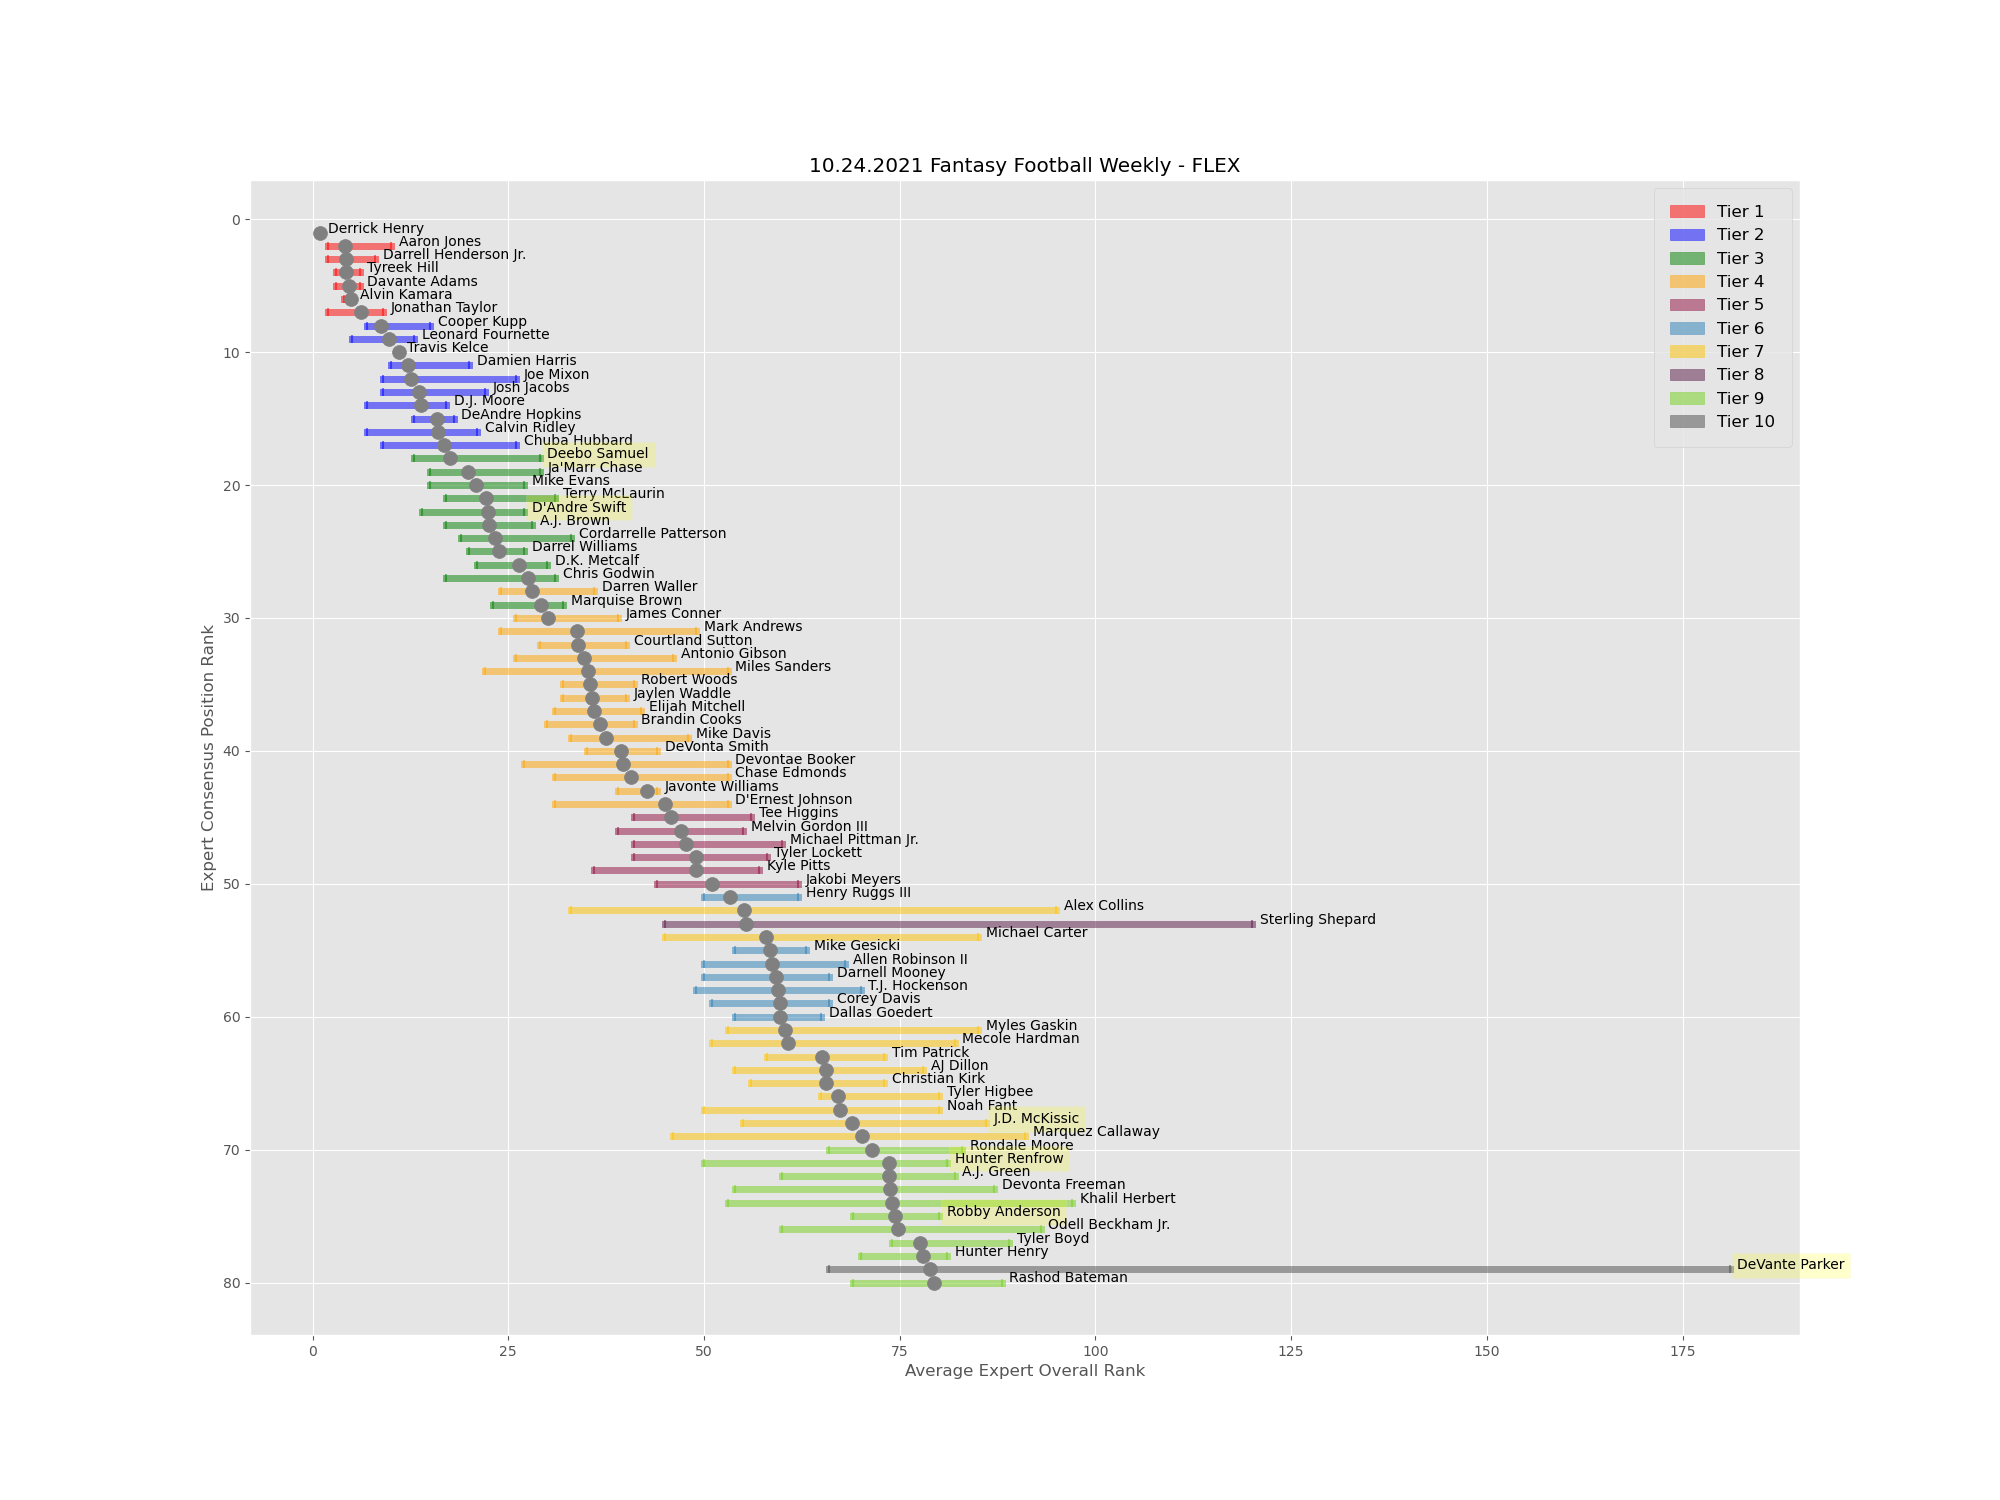 10.24.2021 Fantasy Football Weekly - FLEX
Tier 1
Tier 2
Tier 3
Tier 4
Tier 5
Tier 6
Tier 7
Tier 8
Tier 9
Tier 10
Expert Consensus Position Rank
0
10
20
30
40
50
60
70
80
Derrick Henry
Aaron Jones
Darrell Henderson Jr.
Tyreek Hill
Davante Adams
Alvin Kamara
Jonathan Taylor
Cooper Kupp
Leonard Fournette
Travis Kelce
Damien Harris
Joe Mixon
Josh Jacobs
D.J. Moore
DeAndre Hopkins
Calvin Ridley
Chuba Hubbard
Deebo Samuel
Ja'Marr Chase
Mike Evans
Terry McLaurin
D'Andre Swift
A.J. Brown
Cordarrelle Patterson
Darrel Williams
D.K. Metcalf
Chris Godwin
Darren Waller
Marquise Brown
James Conner
Mark Andrews
Courtland Sutton
Antonio Gibson
Miles Sanders
Robert Woods
Jaylen Waddle
Elijah Mitchell
Brandin Cooks
Mike Davis
DeVonta Smith
Devontae Booker
Chase Edmonds
Javonte Williams
D'Ernest Johnson
Tee Higgins
Melvin Gordon III
Michael Pittman Jr.
Tyler Lockett
Kyle Pitts
Jakobi Meyers
Henry Ruggs III
Alex Collins
Sterling Shepard
Michael Carter
Mike Gesicki
Allen Robinson II
Darnell Mooney
T.J. Hockenson
Corey Davis
Dallas Goedert
Myles Gaskin
Mecole Hardman
Tim Patrick
AJ Dillon
Christian Kirk
Tyler Higbee
Noah Fant
J.D. McKissic
Marquez Callaway
Rondale Moore
Hunter Renfrow
A.J. Green
Devonta Freeman
Khalil Herbert
Robby Anderson
Odell Beckham Jr.
Tyler Boyd
Hunter Henry
DeVante Parker
Rashod Bateman
0 25 50 75 100 125 150 175
Average Expert Overall Rank